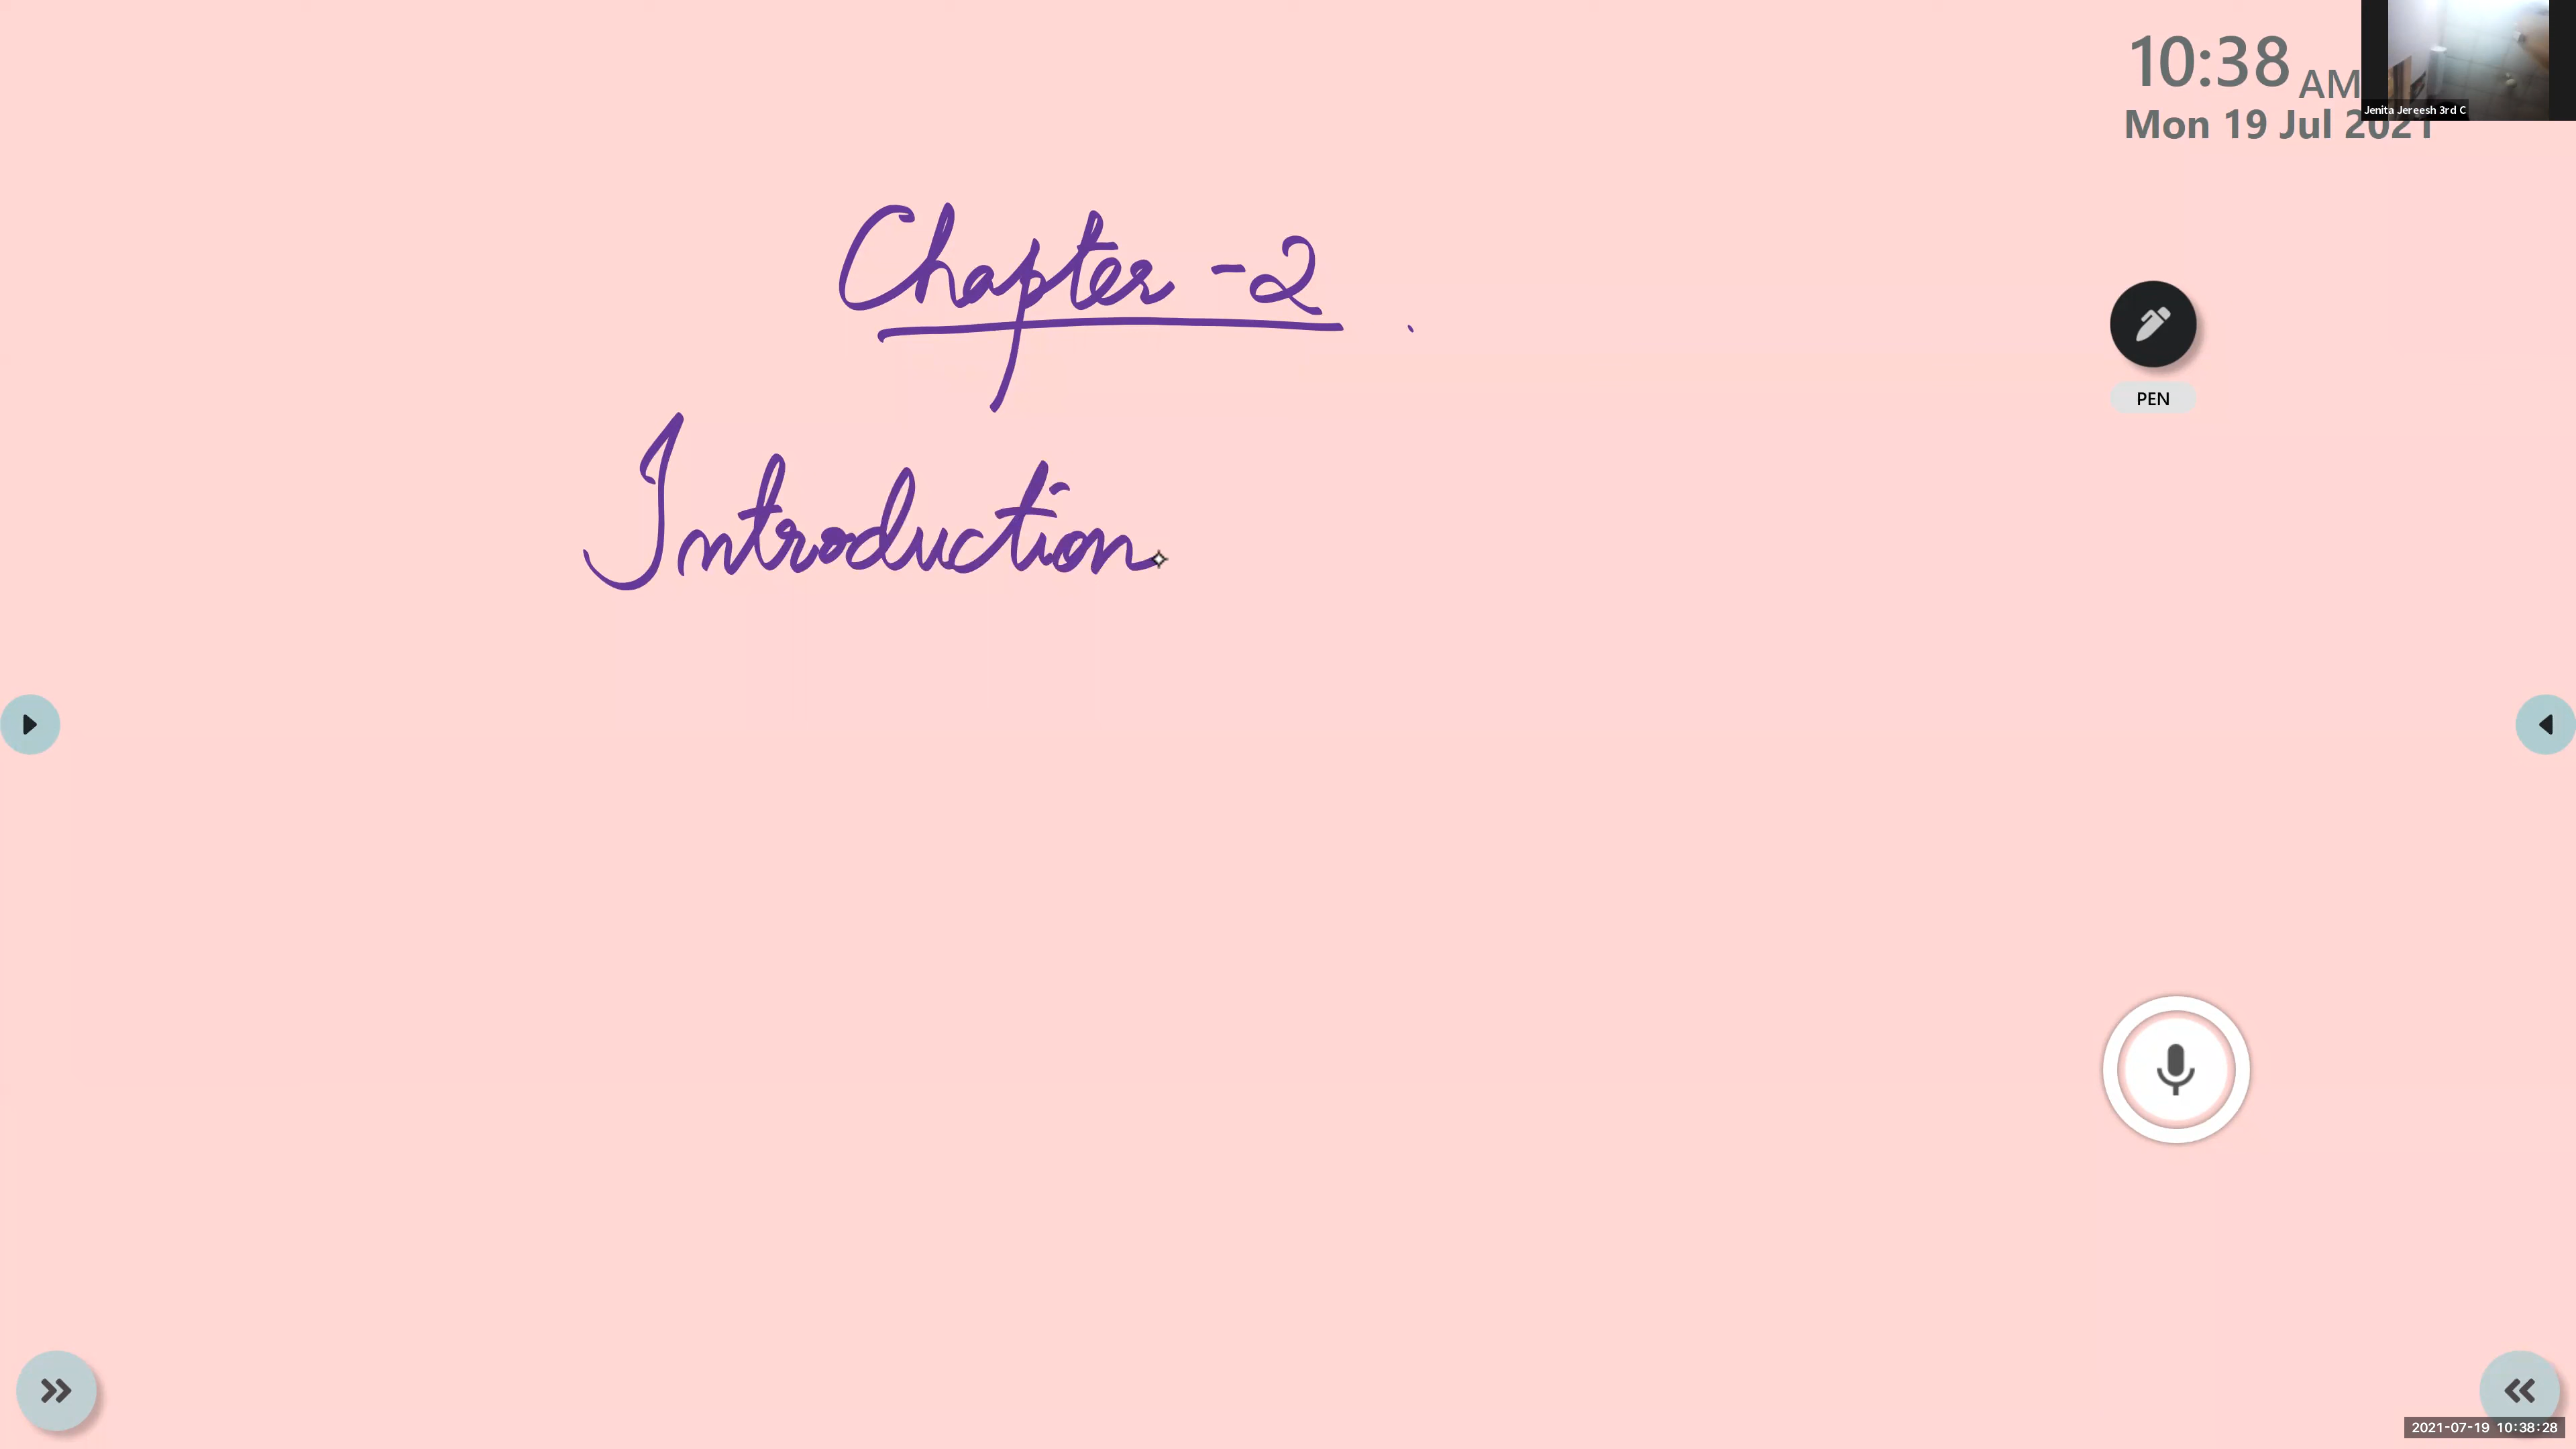 10:38 AM
Jenita Jereesh 3rd C
Mon 19 Jul 2021
Chapter -2
PEN
Introduction
2021-07-19 10:38:28